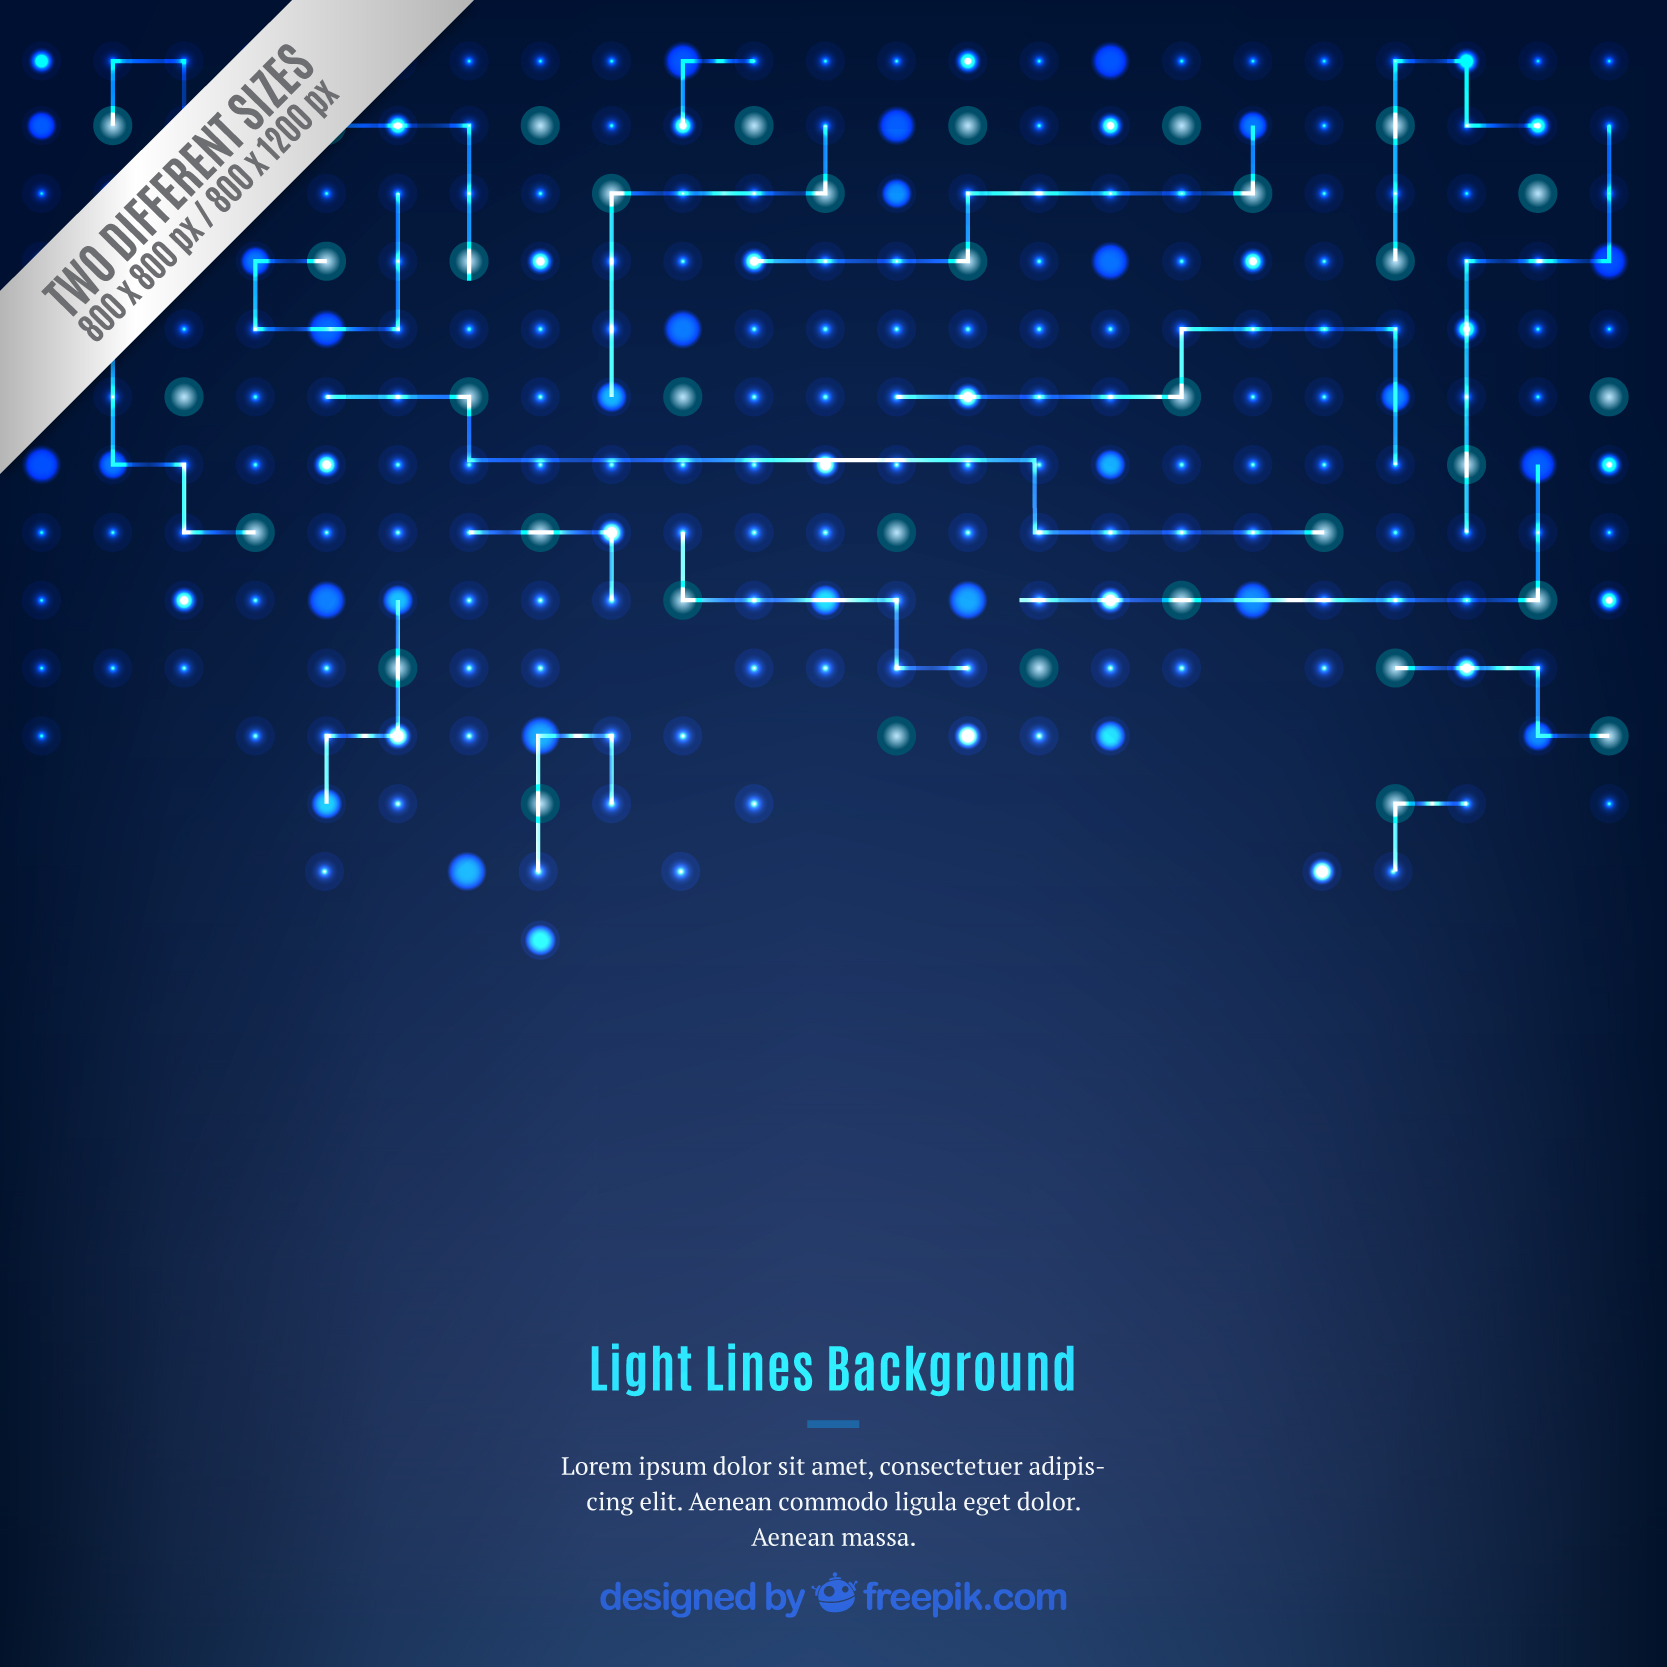 TWO DIFFERENT SIZES
800 x 800 px / 800 x 1200 px
Light Lines Background
Lorem ipsum dolor sit amet, consectetuer adipis-
cing elit. Aenean commodo ligula eget dolor.
Aenean massa.
designed by freepik.com